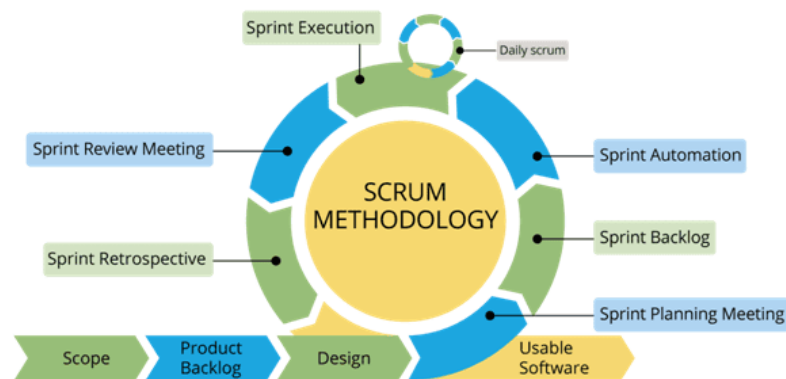 Sprint Execution
Daily scrum
Sprint Review Meeting
Sprint Automation
SCRUM
METHODOLOGY
Sprint Backlog
Sprint Retrospective
Sprint Planning Meeting
Scope
Product
Backlog
Design
Usable
Software